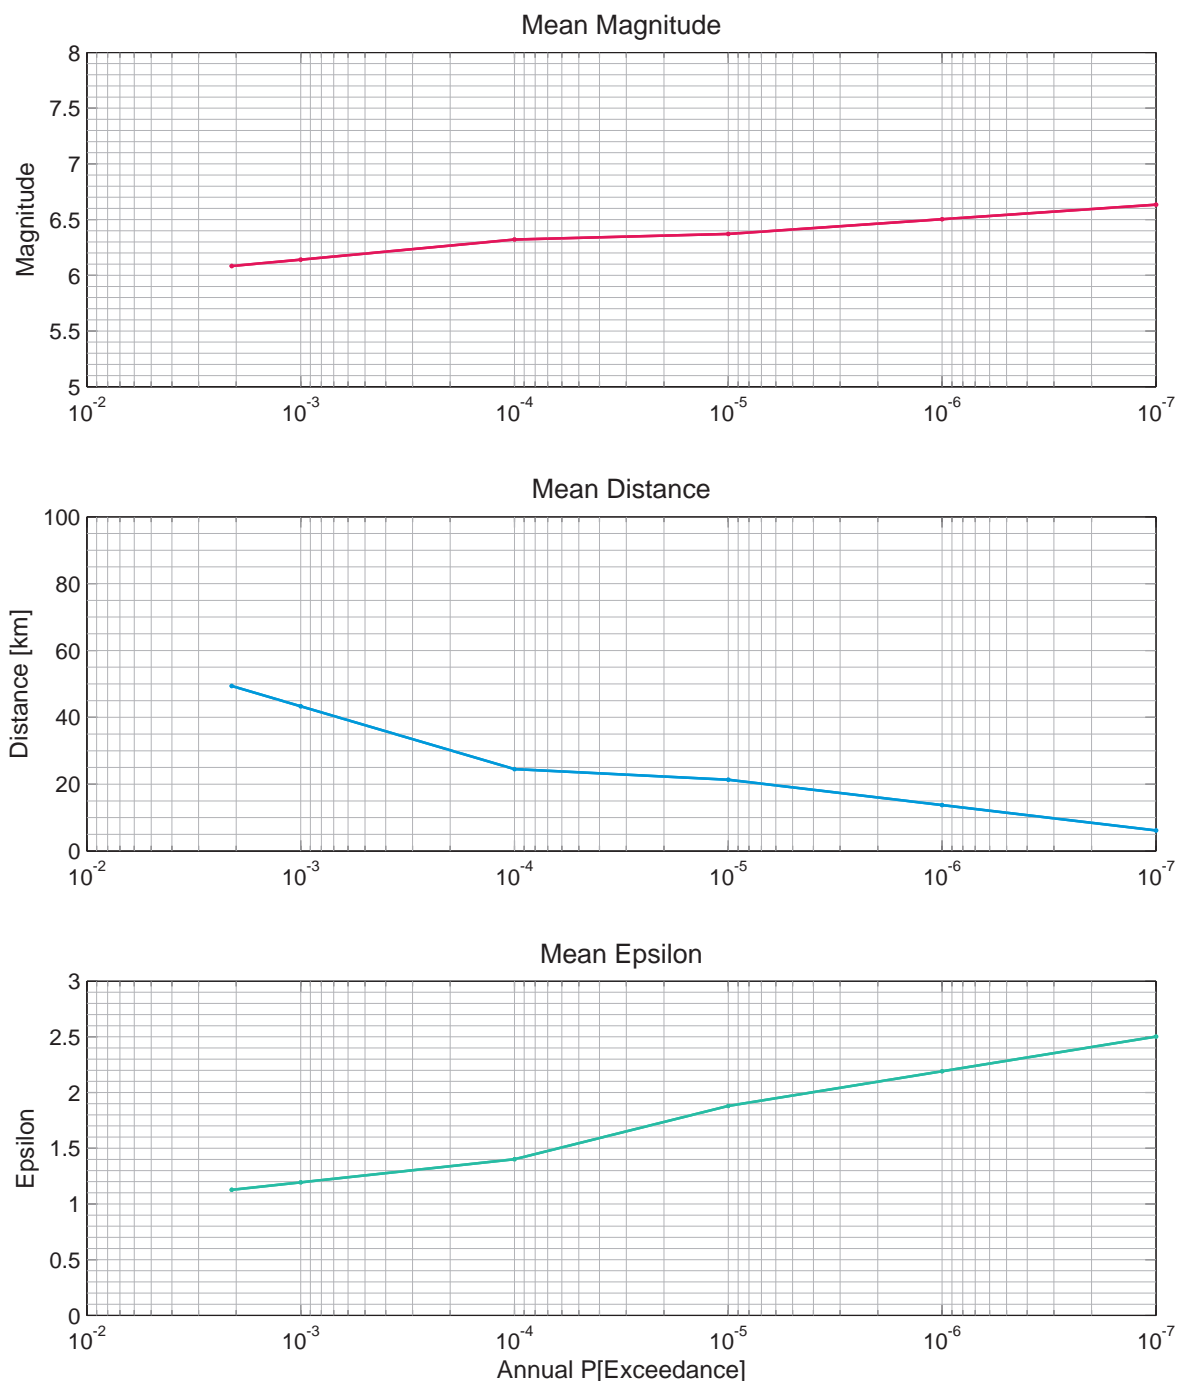 Mean Magnitude
8
7.5
7
6.5
6
5.5
5
Magnitude
10^-2 10^-3 10^-4 10^-5 10^-6 10^-7
Mean Distance
100
80
60
40
20
0
Distance [km]
10^-2 10^-3 10^-4 10^-5 10^-6 10^-7
Mean Epsilon
3
2.5
2
1.5
1
0.5
0
Epsilon
10^-2 10^-3 10^-4 10^-5 10^-6 10^-7
Annual P[Exceedance]